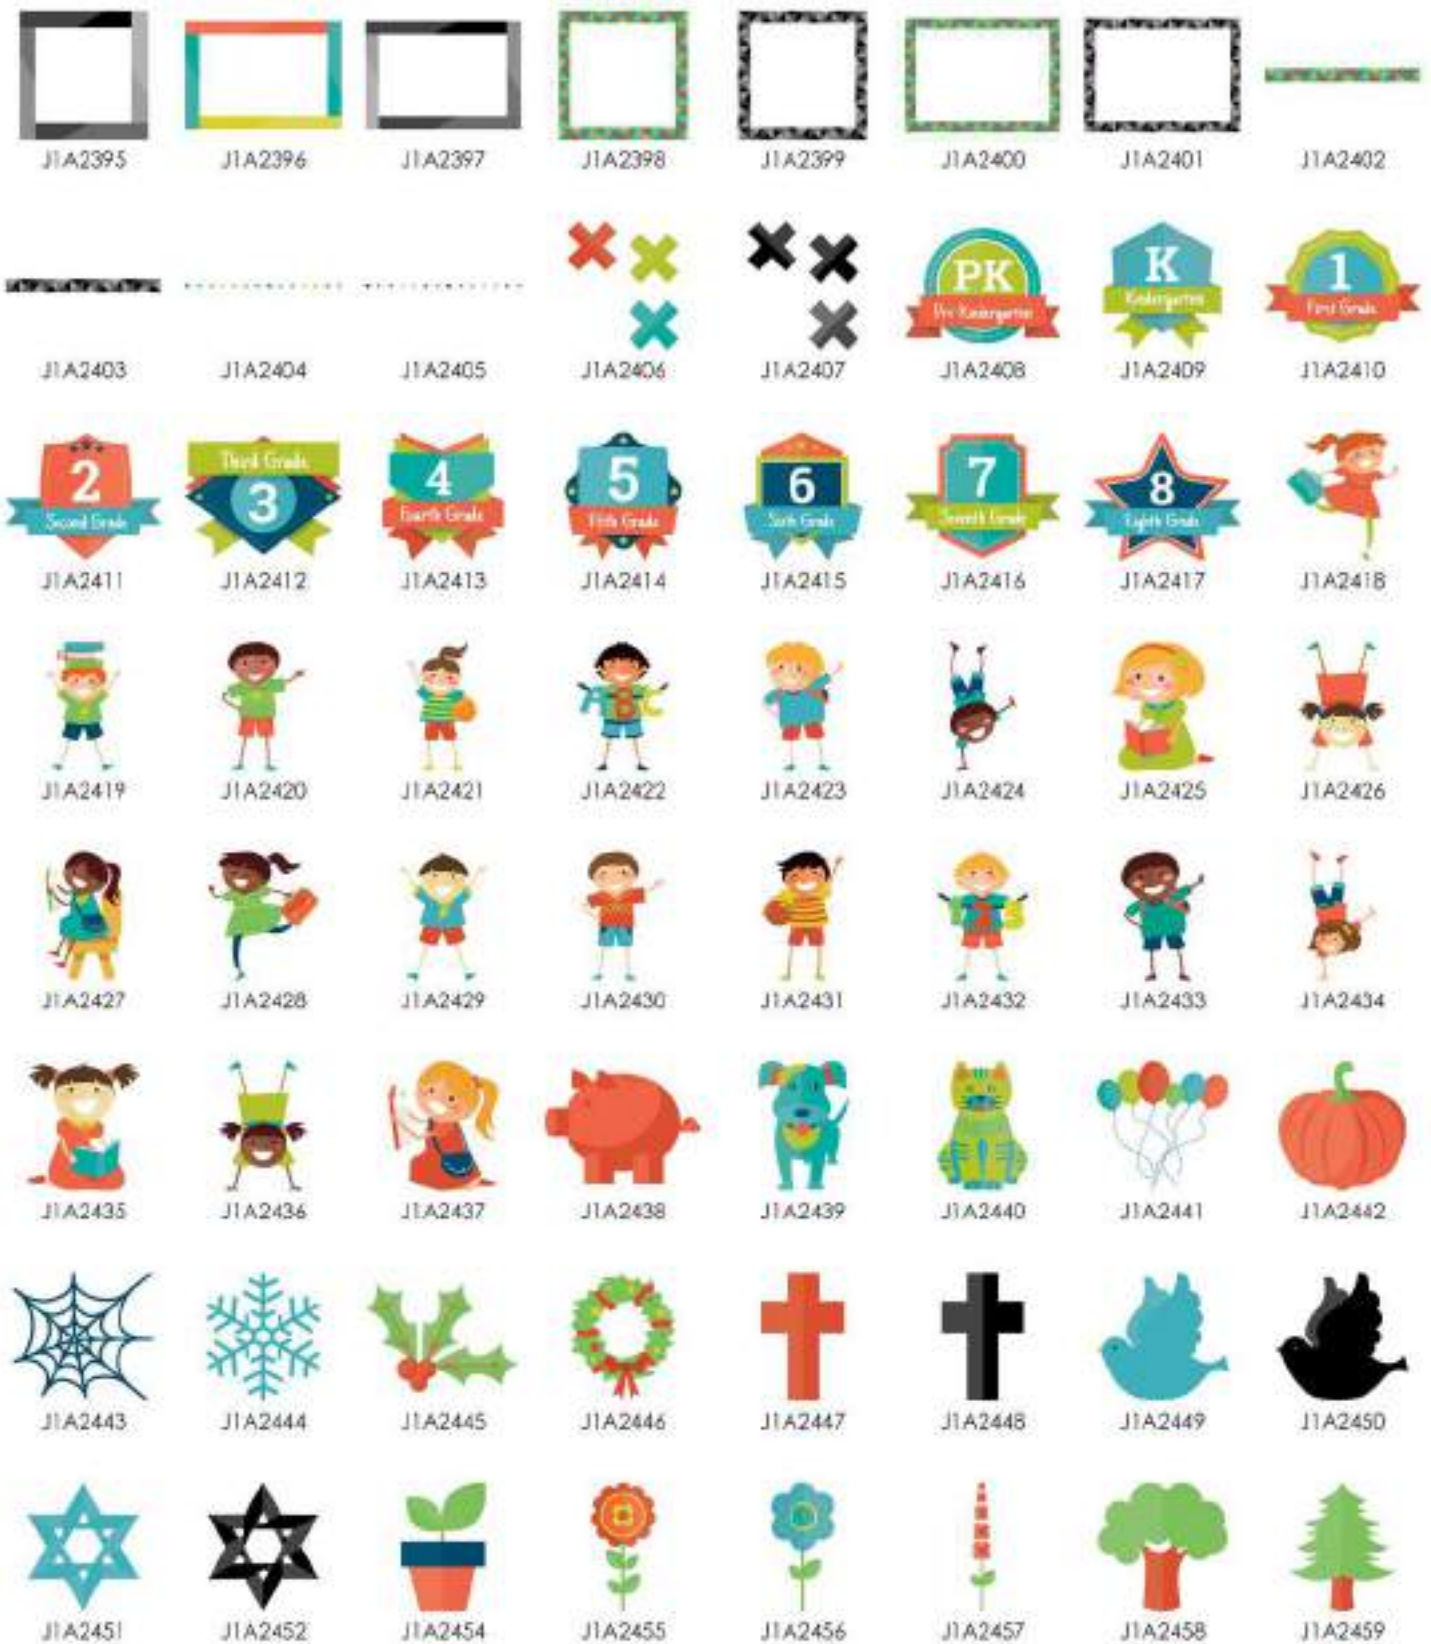 J1A2395 J1A2396 J1A2397 J1A2398 J1A2399 J1A2400 J1A2401 J1A2402
PK
Pre Kindergarten
K
Kindergarten
1
First Grade
J1A2403 J1A2404 J1A2405 J1A2406 J1A2407 J1A2408 J1A2409 J1A2410
2
Second Grade
Third Grade
3
4
Fourth Grade
5
Fifth Grade
6
Sixth Grade
7
Seventh Grade
8
Eighth Grade
J1A2411 J1A2412 J1A2413 J1A2414 J1A2415 J1A2416 J1A2417 J1A2418
ABC
J1A2419 J1A2420 J1A2421 J1A2422 J1A2423 J1A2424 J1A2425 J1A2426
123
J1A2427 J1A2428 J1A2429 J1A2430 J1A2431 J1A2432 J1A2433 J1A2434
J1A2435 J1A2436 J1A2437 J1A2438 J1A2439 J1A2440 J1A2441 J1A2442
J1A2443 J1A2444 J1A2445 J1A2446 J1A2447 J1A2448 J1A2449 J1A2450
J1A2451 J1A2452 J1A2454 J1A2455 J1A2456 J1A2457 J1A2458 J1A2459